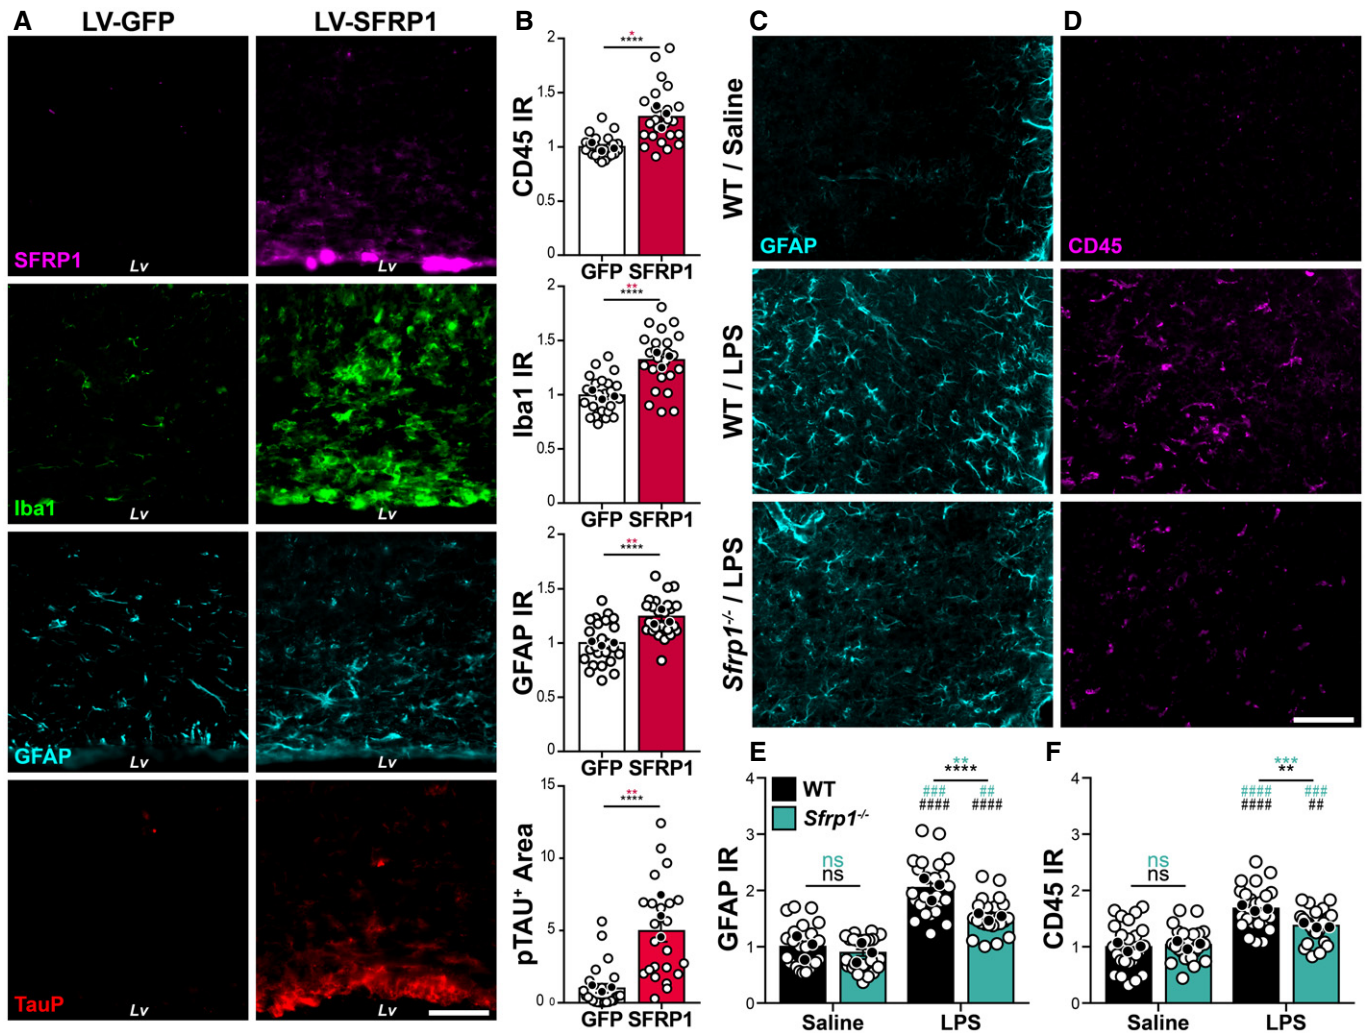 A
LV-GFP
LV-SFRP1
SFRP1
Lv
Lv
Iba1
Lv
Lv
GFAP
Lv
Lv
TauP
Lv
Lv
B
CD45 IR
2
1.5
1
0.5
0
*
****
GFP SFRP1
Iba1 IR
2
1.5
1
0.5
0
**
****
GFP SFRP1
GFAP IR
2
1.5
1
0.5
0
**
****
GFP SFRP1
pTAU⁺ Area
15
10
5
0
0
**
****
GFP SFRP1
C
D
WT / Saline
GFAP
CD45
WT / LPS
Sfrp1⁻/⁻ / LPS
E
GFAP IR
4
3
2
1
0
WT
Sfrp1⁻/⁻
ns
ns
**
****
### ##
#### ####
Saline LPS
F
CD45 IR
4
3
2
1
0
ns
ns
***
**
#### ###
#### ##
Saline LPS